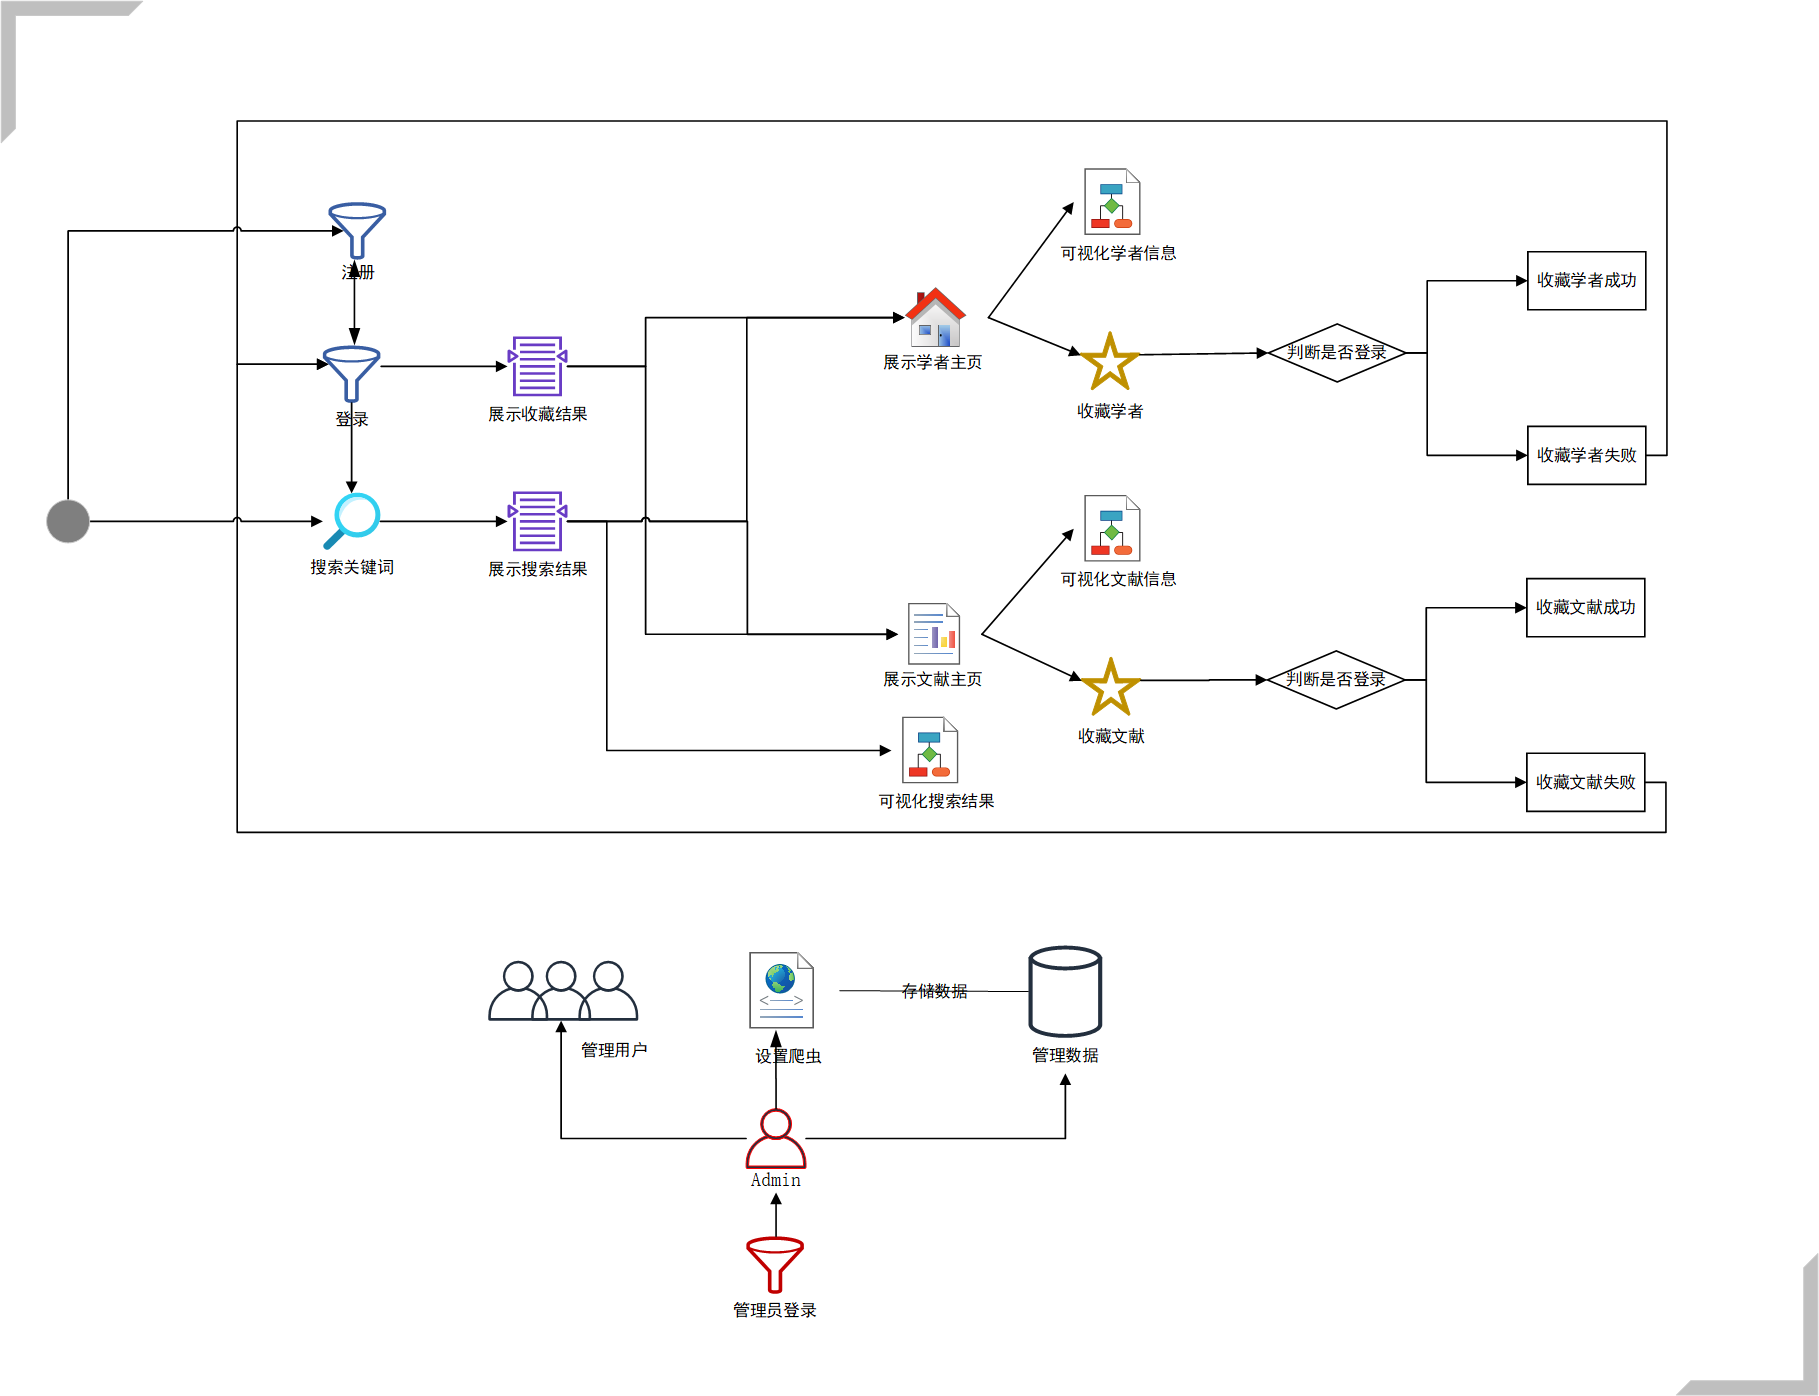 可视化学者信息
注册
收藏学者成功
展示学者主页
判断是否登录
收藏学者
展示收藏结果
登录
收藏学者失败
搜索关键词
展示搜索结果
可视化文献信息
收藏文献成功
展示文献主页
判断是否登录
收藏文献
收藏文献失败
可视化搜索结果
存储数据
管理用户
设置爬虫
管理数据
Admin
管理员登录